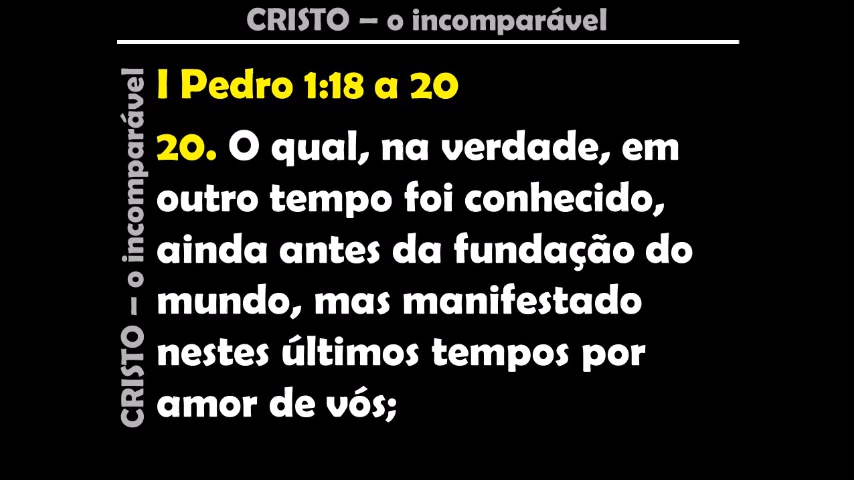 CRISTO – o incomparável
CRISTO – o incomparável
I Pedro 1:18 a 20
20. O qual, na verdade, em
outro tempo foi conhecido,
ainda antes da fundação do
mundo, mas manifestado
nestes últimos tempos por
amor de vós;